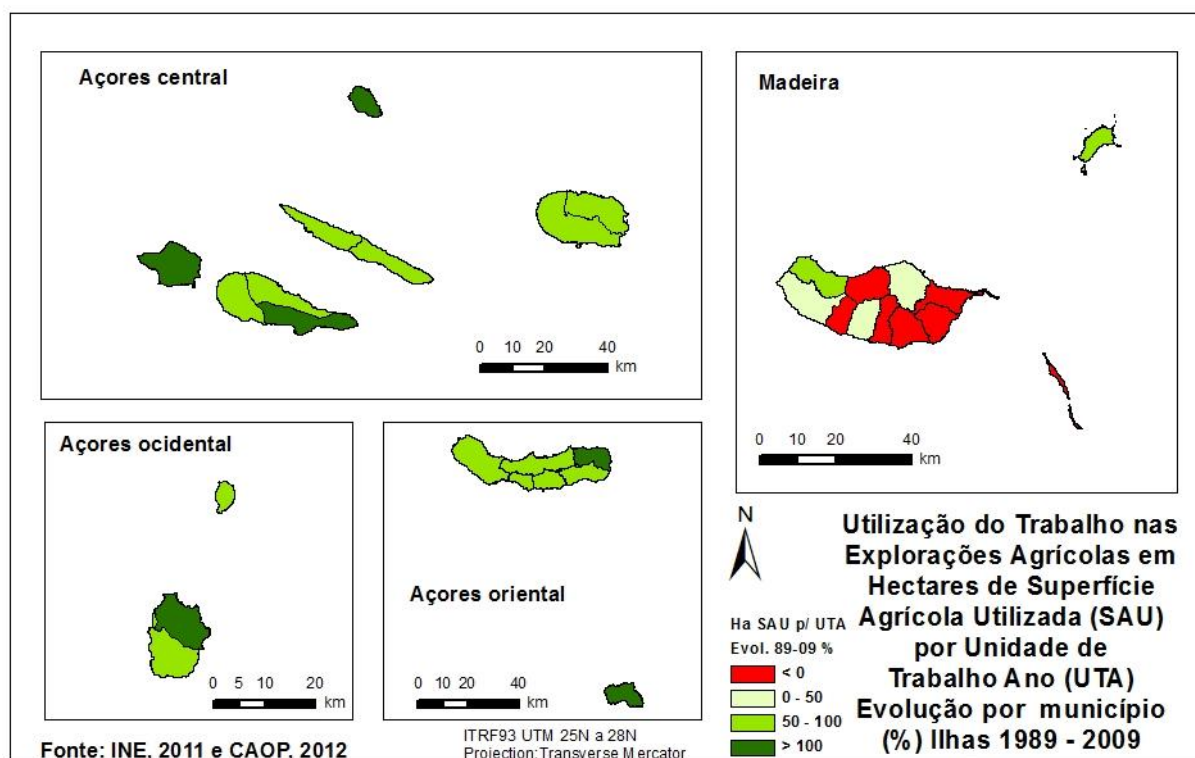 Açores central
0 10 20 40
km
Madeira
0 10 20 40
km
Açores ocidental
0 5 10 20
km
Açores oriental
0 10 20 40
km
N
Utilização do Trabalho nas
Explorações Agrícolas em
Hectares de Superfície
Agrícola Utilizada (SAU)
por Unidade de
Trabalho Ano (UTA)
Evolução por município
(%) Ilhas 1989 - 2009
Ha SAU p/ UTA
Evol. 89-09 %
< 0
0 - 50
50 - 100
> 100
Fonte: INE, 2011 e CAOP, 2012
ITRF93 UTM 25N a 28N
Projection: Transverse Mercator